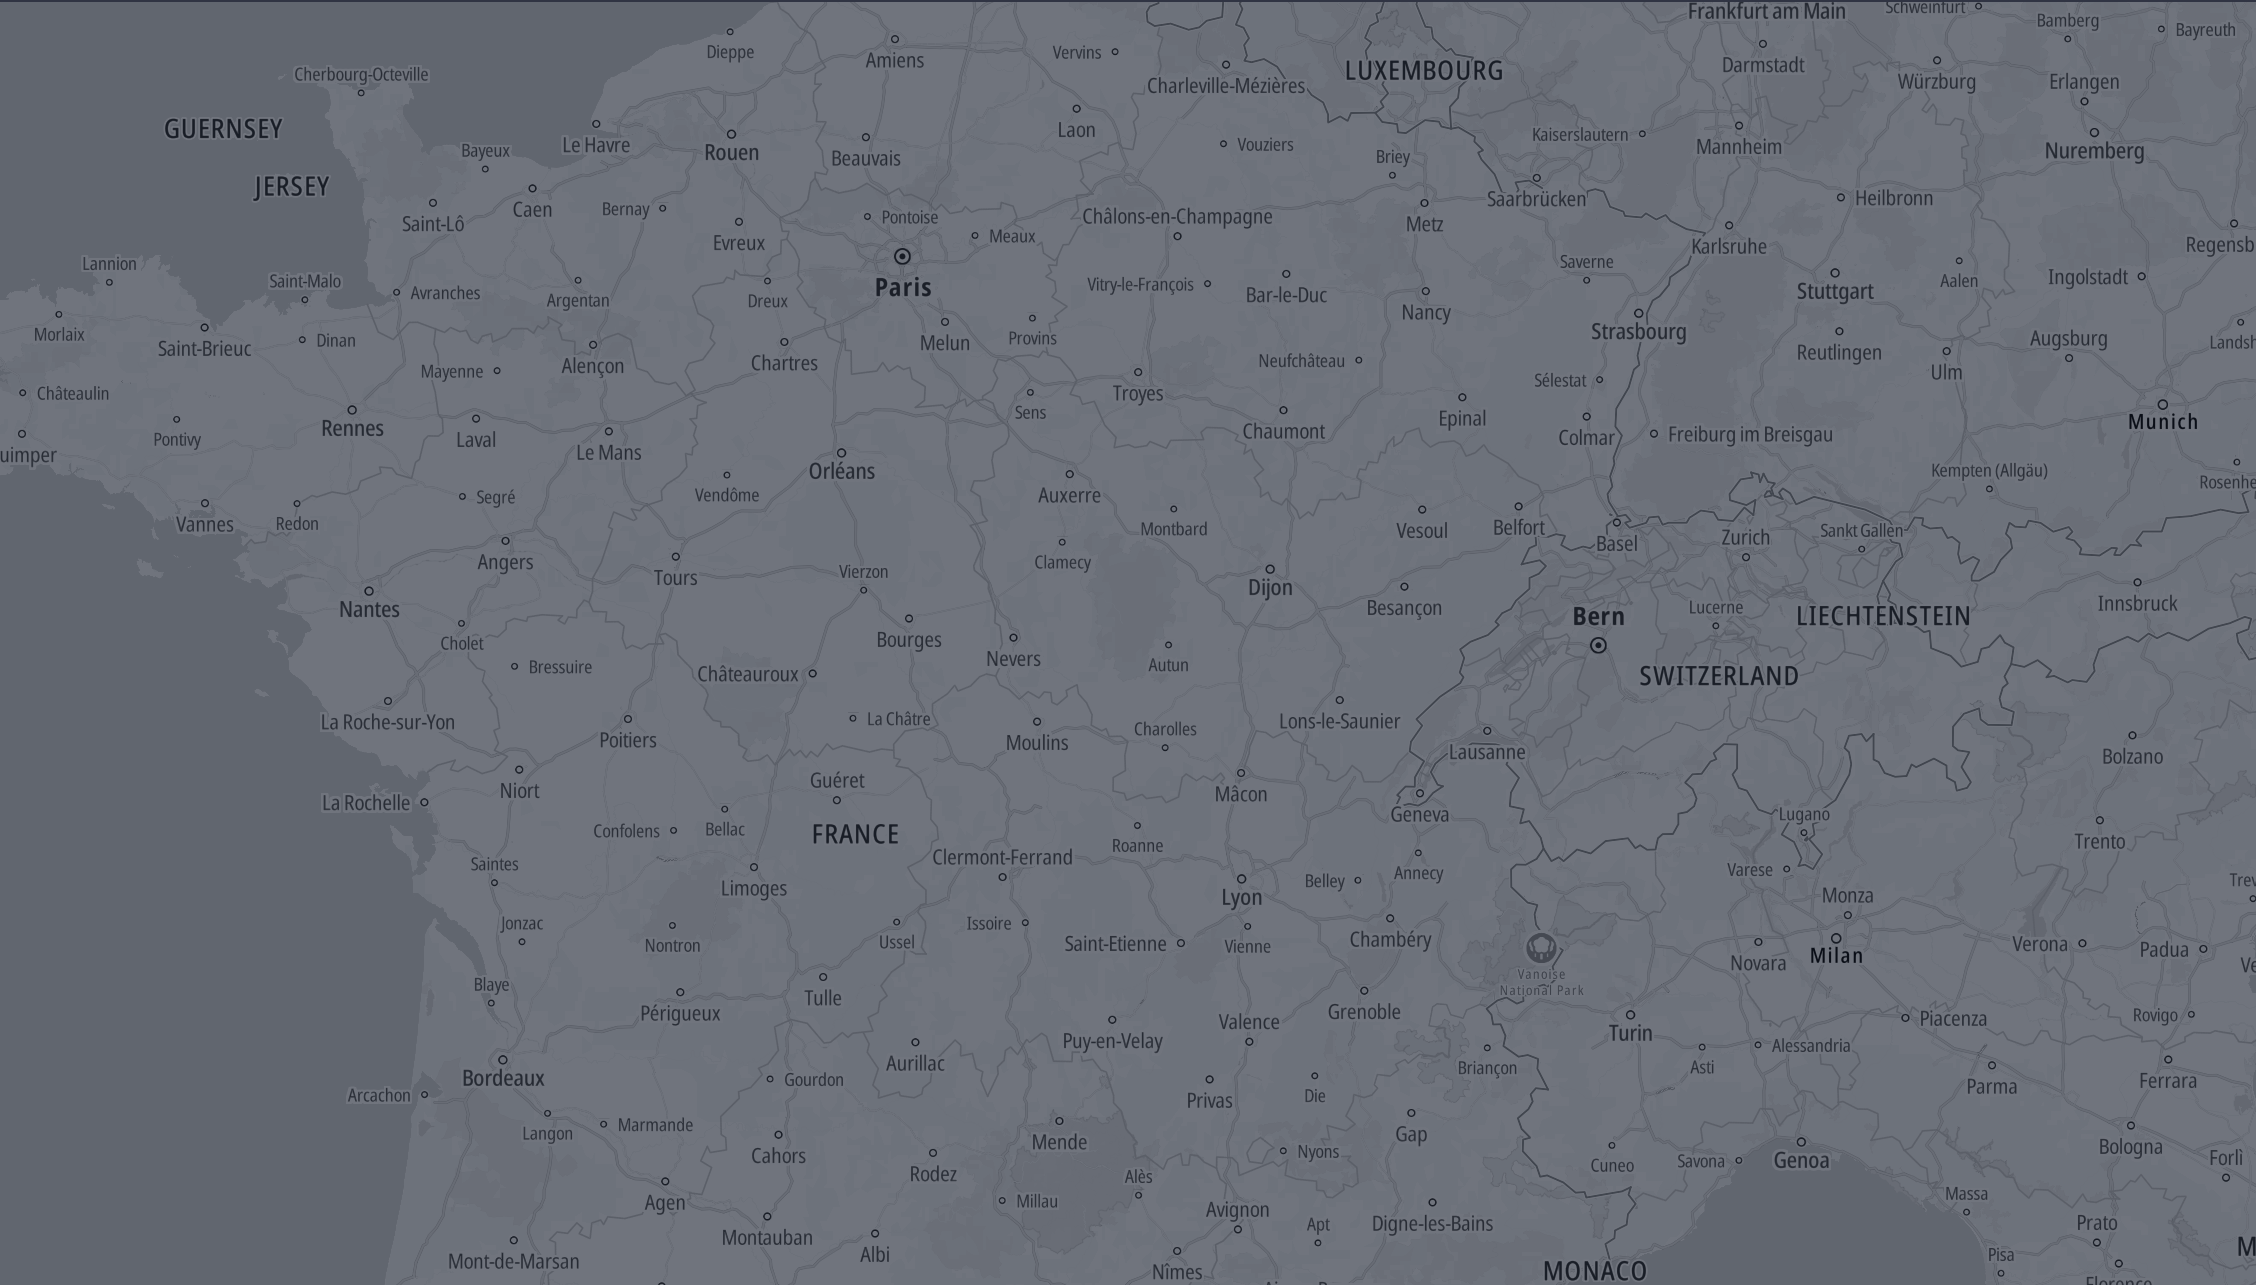 Frankfurt am Main
Schweinfurt
Bamberg
Bayreuth
Dieppe
Amiens
Vervins
Charleville-Mézières
LUXEMBOURG
Darmstadt
Würzburg
Erlangen
Cherbourg-Octeville
GUERNSEY
Le Havre
Rouen
Beauvais
Laon
Vouziers
Briey
Kaiserslautern
Mannheim
Nuremberg
Bayeux
JERSEY
Saint-Lô
Caen
Bernay
Evreux
Pontoise
Meaux
Châlons-en-Champagne
Metz
Saarbrücken
Heilbronn
Karlsruhe
Regensb
Lannion
Saint-Malo
Avranches
Argentan
Dreux
Paris
Vitry-le-François
Bar-le-Duc
Nancy
Saverne
Stuttgart
Aalen
Ingolstadt
Morlaix
Saint-Brieuc
Dinan
Mayenne
Alençon
Chartres
Melun
Provins
Neufchâteau
Strasbourg
Reutlingen
Ulm
Augsburg
Landsh
Châteaulin
Pontivy
Rennes
Laval
Le Mans
Sens
Troyes
Chaumont
Epinal
Sélestat
Colmar
Freiburg im Breisgau
Munich
uimper
Vannes
Redon
Segré
Vendôme
Orléans
Auxerre
Montbard
Vesoul
Belfort
Basel
Zurich
Sankt Gallen
Kempten (Allgäu)
Rosenhe
Angers
Tours
Vierzon
Clamecy
Dijon
Besançon
Bern
Lucerne
LIECHTENSTEIN
Innsbruck
Nantes
Cholet
Bressuire
Châteauroux
Bourges
Nevers
Autun
SWITZERLAND
La Roche-sur-Yon
Poitiers
La Châtre
Moulins
Charolles
Lons-le-Saunier
Lausanne
Bolzano
La Rochelle
Niort
Confolens
Bellac
Guéret
FRANCE
Clermont-Ferrand
Roanne
Mâcon
Geneva
Lugano
Trento
Saintes
Limoges
Lyon
Belley
Annecy
Varese
Monza
Trev
Jonzac
Nontron
Ussel
Issoire
Saint-Etienne
Vienne
Chambéry
Vanoise
National Park
Novara
Milan
Verona
Padua
Ve
Blaye
Périgueux
Tulle
Puy-en-Velay
Valence
Grenoble
Turin
Piacenza
Rovigo
Bordeaux
Arcachon
Gourdon
Aurillac
Privas
Die
Briançon
Asti
Alessandria
Parma
Ferrara
Langon
Marmande
Cahors
Mende
Nyons
Gap
Cuneo
Savona
Genoa
Bologna
Forlì
Agen
Rodez
Millau
Alès
Avignon
Apt
Digne-les-Bains
Massa
Prato
Mont-de-Marsan
Montauban
Albi
Nîmes
MONACO
Pisa
M
Florence